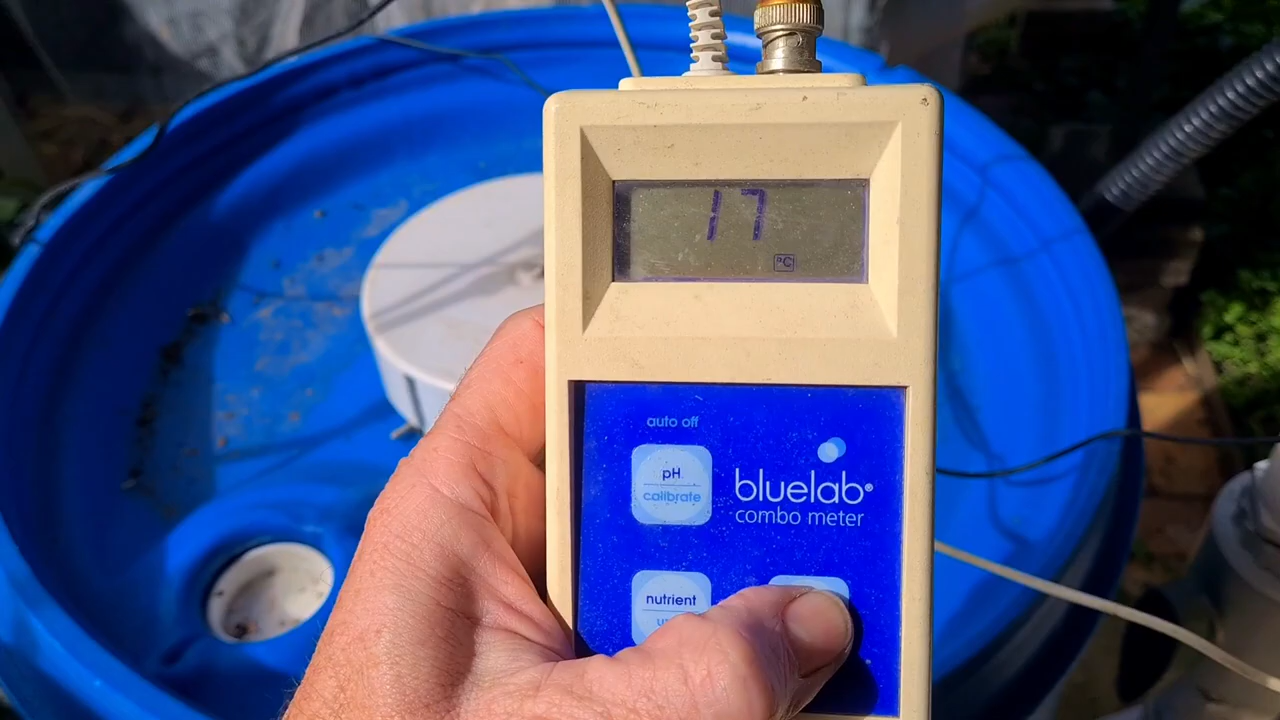 17
°C
auto off
pH
calibrate
bluelab®
combo meter
nutrient